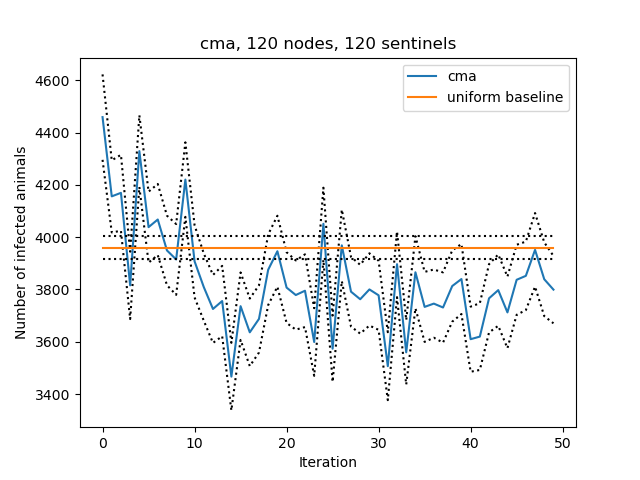 cma, 120 nodes, 120 sentinels
cma
uniform baseline
Number of infected animals
4600
4400
4200
4000
3800
3600
3400
0 10 20 30 40 50
Iteration